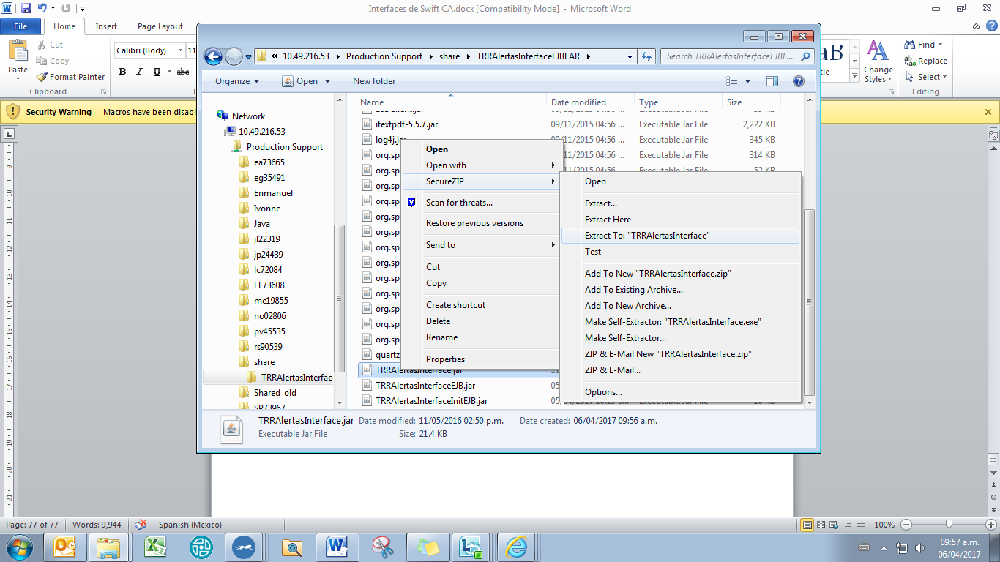 Interfaces de Swift CA.docx [Compatibility Mode] - Microsoft Word
File Home Insert Page Layout
Paste
Cut
Copy
Format Painter
Clipboard
Calibri (Body) 11
B I U abc
Change Styles
Find
Replace
Select
Editing
Security Warning Macros have been disabl
« 10.49.216.53 Production Support share TRRAlertasInterfaceEJBEAR
Search TRRAlertasInterfaceEJBE...
Organize Open New folder
Network
10.49.216.53
Production Support
ea73665
eg35491
Enmanuel
Ivonne
Java
jl22319
jp24439
lc72084
LL73608
me19855
no02806
pv45535
rs90539
share
TRRAlertasInterfac
Shared_old
SP73967
Name Date modified Type Size
itextpdf-5.5.7.jar 09/11/2015 04:56 ... Executable Jar File 2,222 KB
log4j.jar 09/11/2015 04:56 ... Executable Jar File 345 KB
org.sp 09/11/2015 04:56 ... Executable Jar File 314 KB
org.sp 09/11/2015 04:56 ... Executable Jar File 52 KB
org.sp
org.sp
org.sp
org.sp
org.sp
org.sp
org.sp
org.sp
org.sp
org.sp
org.sp
quartz
TRRAlertasInterface.jar
TRRAlertasInterfaceEJB.jar
TRRAlertasInterfaceInitEJB.jar
Open
Open with
SecureZIP
Scan for threats...
Restore previous versions
Send to
Cut
Copy
Create shortcut
Delete
Rename
Properties
Open
Extract...
Extract Here
Extract To: "TRRAlertasInterface"
Test
Add To New "TRRAlertasInterface.zip"
Add To Existing Archive...
Add To New Archive...
Make Self-Extractor: "TRRAlertasInterface.exe"
Make Self-Extractor...
ZIP & E-Mail New "TRRAlertasInterface.zip"
ZIP & E-Mail...
Options...
TRRAlertasInterface.jar Date modified: 11/05/2016 02:50 p.m. Date created: 06/04/2017 09:56 a.m.
Executable Jar File Size: 21.4 KB
Page: 77 of 77 Words: 9,944 Spanish (Mexico) 100%
09:57 a.m.
06/04/2017